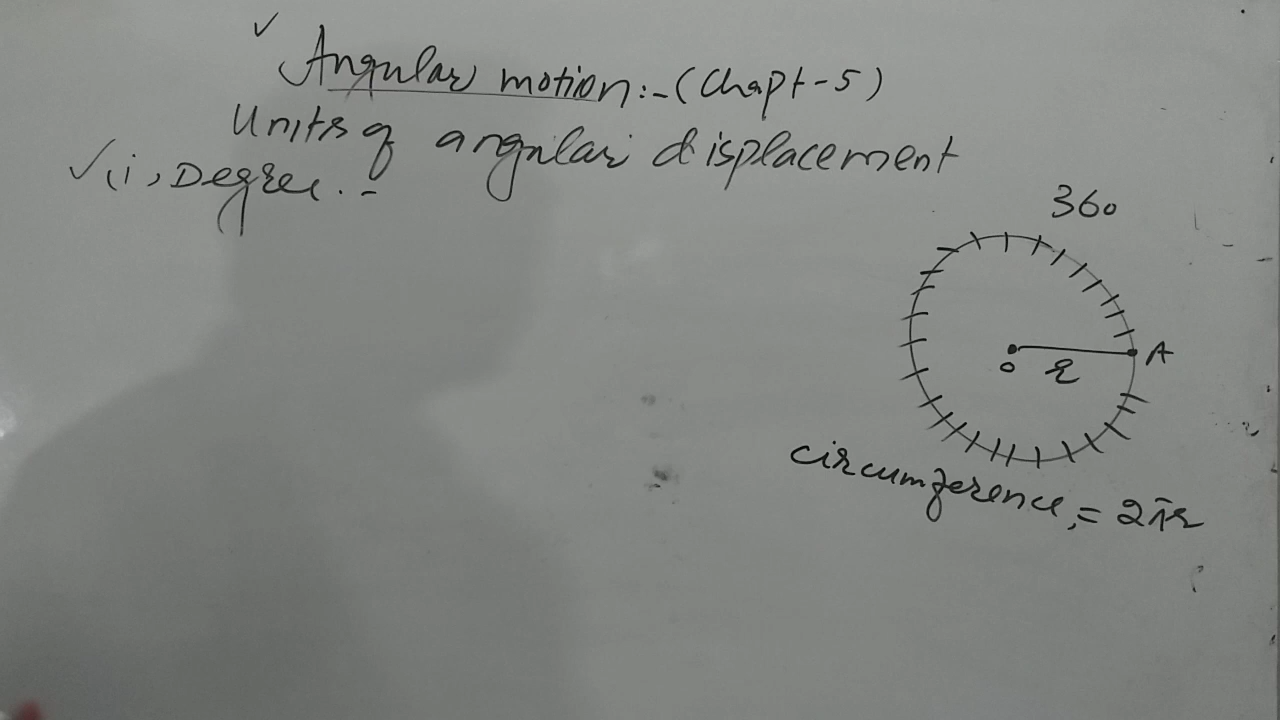 Angular motion:-(Chapt-5)
Units of angular displacement
(i, Degree:-
360
A
o r
circumference, = 2πr